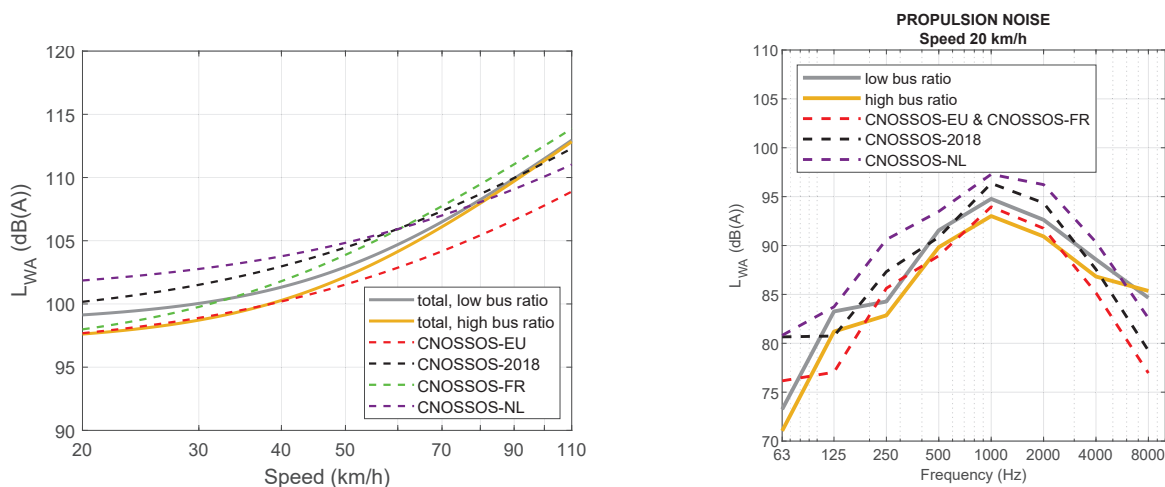 120
115
110
105
100
95
90
20
30
40
50
60
70
80
90
110
Speed (km/h)
L_WA (dB(A))
total, low bus ratio
total, high bus ratio
CNOSSOS-EU
CNOSSOS-2018
CNOSSOS-FR
CNOSSOS-NL
PROPULSION NOISE
Speed 20 km/h
110
105
100
95
90
85
80
75
70
63
125
250
500
1000
2000
4000
8000
Frequency (Hz)
L_WA (dB(A))
low bus ratio
high bus ratio
CNOSSOS-EU & CNOSSOS-FR
CNOSSOS-2018
CNOSSOS-NL